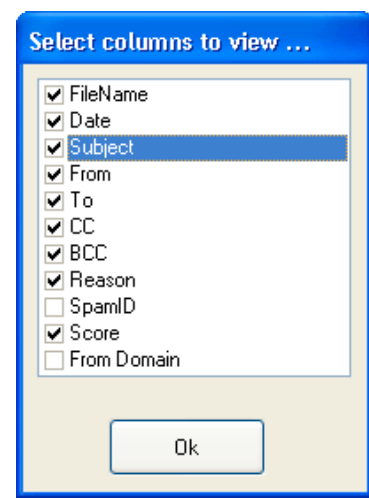 Select columns to view ...
FileName
Date
Subject
From
To
CC
BCC
Reason
SpamID
Score
From Domain
Ok